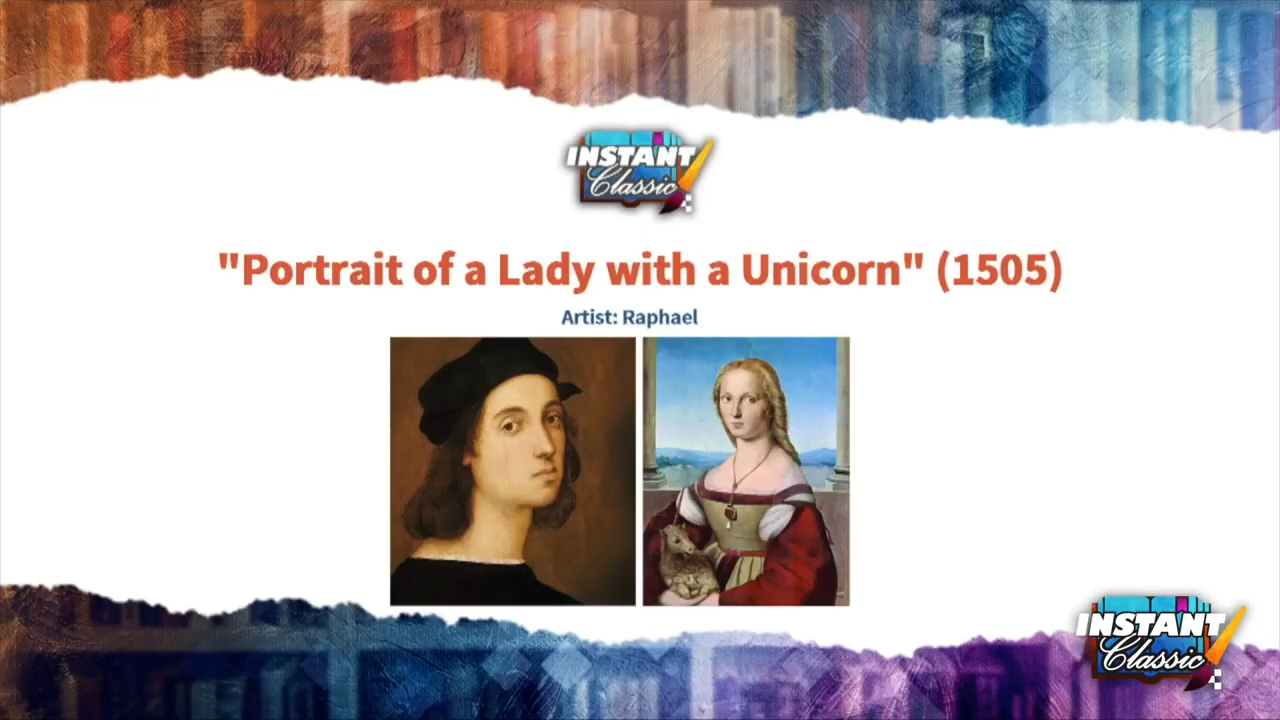 INSTANT
Classic
"Portrait of a Lady with a Unicorn" (1505)
Artist: Raphael
INSTANT
Classic